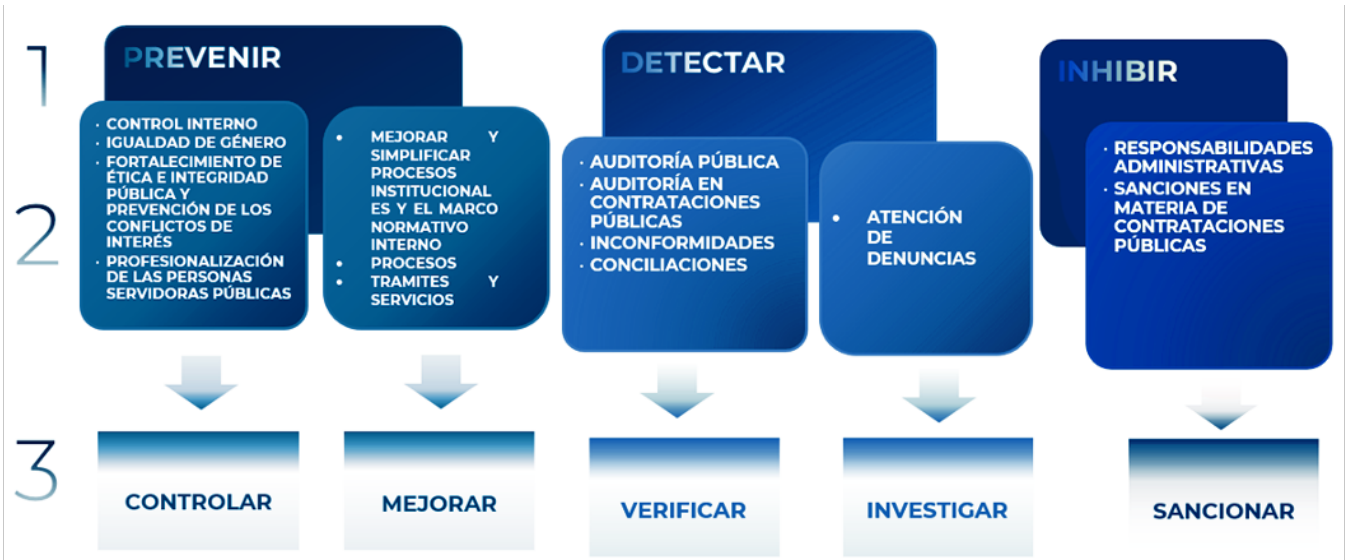 1
PREVENIR
· CONTROL INTERNO
· IGUALDAD DE GÉNERO
· FORTALECIMIENTO DE
ÉTICA E INTEGRIDAD
PÚBLICA Y
PREVENCIÓN DE LOS
CONFLICTOS DE
INTERÉS
· PROFESIONALIZACIÓN
DE LAS PERSONAS
SERVIDORAS PÚBLICAS
• MEJORAR Y
SIMPLIFICAR
PROCESOS
INSTITUCIONAL
ES Y EL MARCO
NORMATIVO
INTERNO
• PROCESOS
• TRAMITES Y
SERVICIOS
DETECTAR
· AUDITORÍA PÚBLICA
· AUDITORÍA EN
CONTRATACIONES
PÚBLICAS
· INCONFORMIDADES
· CONCILIACIONES
• ATENCIÓN
DE
DENUNCIAS
INHIBIR
· RESPONSABILIDADES
ADMINISTRATIVAS
· SANCIONES EN
MATERIA DE
CONTRATACIONES
PÚBLICAS
2
3
CONTROLAR
MEJORAR
VERIFICAR
INVESTIGAR
SANCIONAR